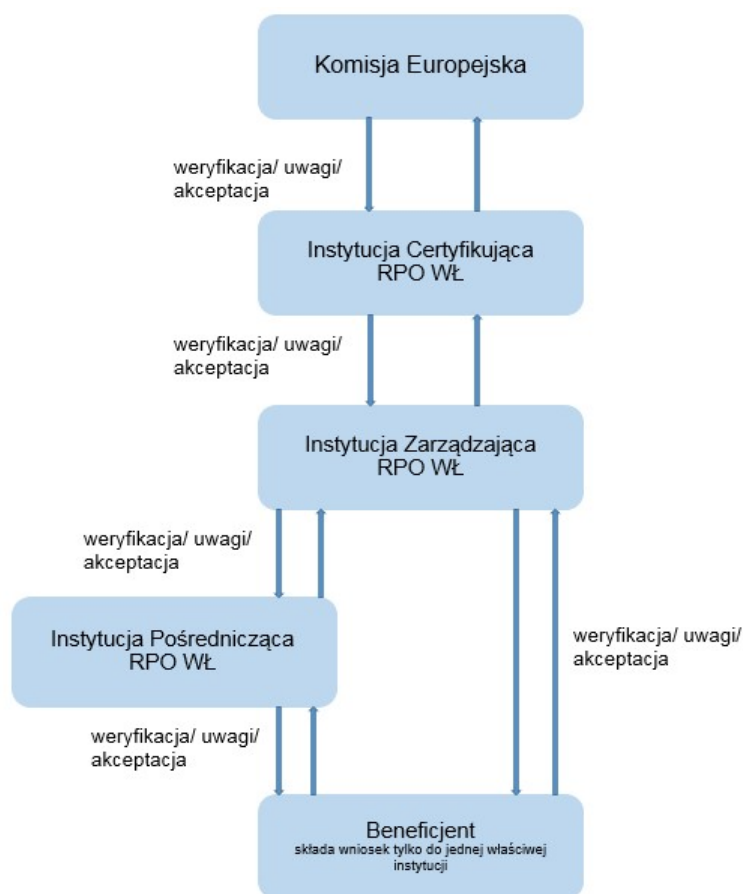 Komisja Europejska
weryfikacja/ uwagi/
akceptacja
Instytucja Certyfikująca
RPO WŁ
weryfikacja/ uwagi/
akceptacja
Instytucja Zarządzająca
RPO WŁ
weryfikacja/ uwagi/
akceptacja
Instytucja Pośrednicząca
RPO WŁ
weryfikacja/ uwagi/
akceptacja
weryfikacja/ uwagi/
akceptacja
Beneficjent
składa wniosek tylko do jednej właściwej
instytucji